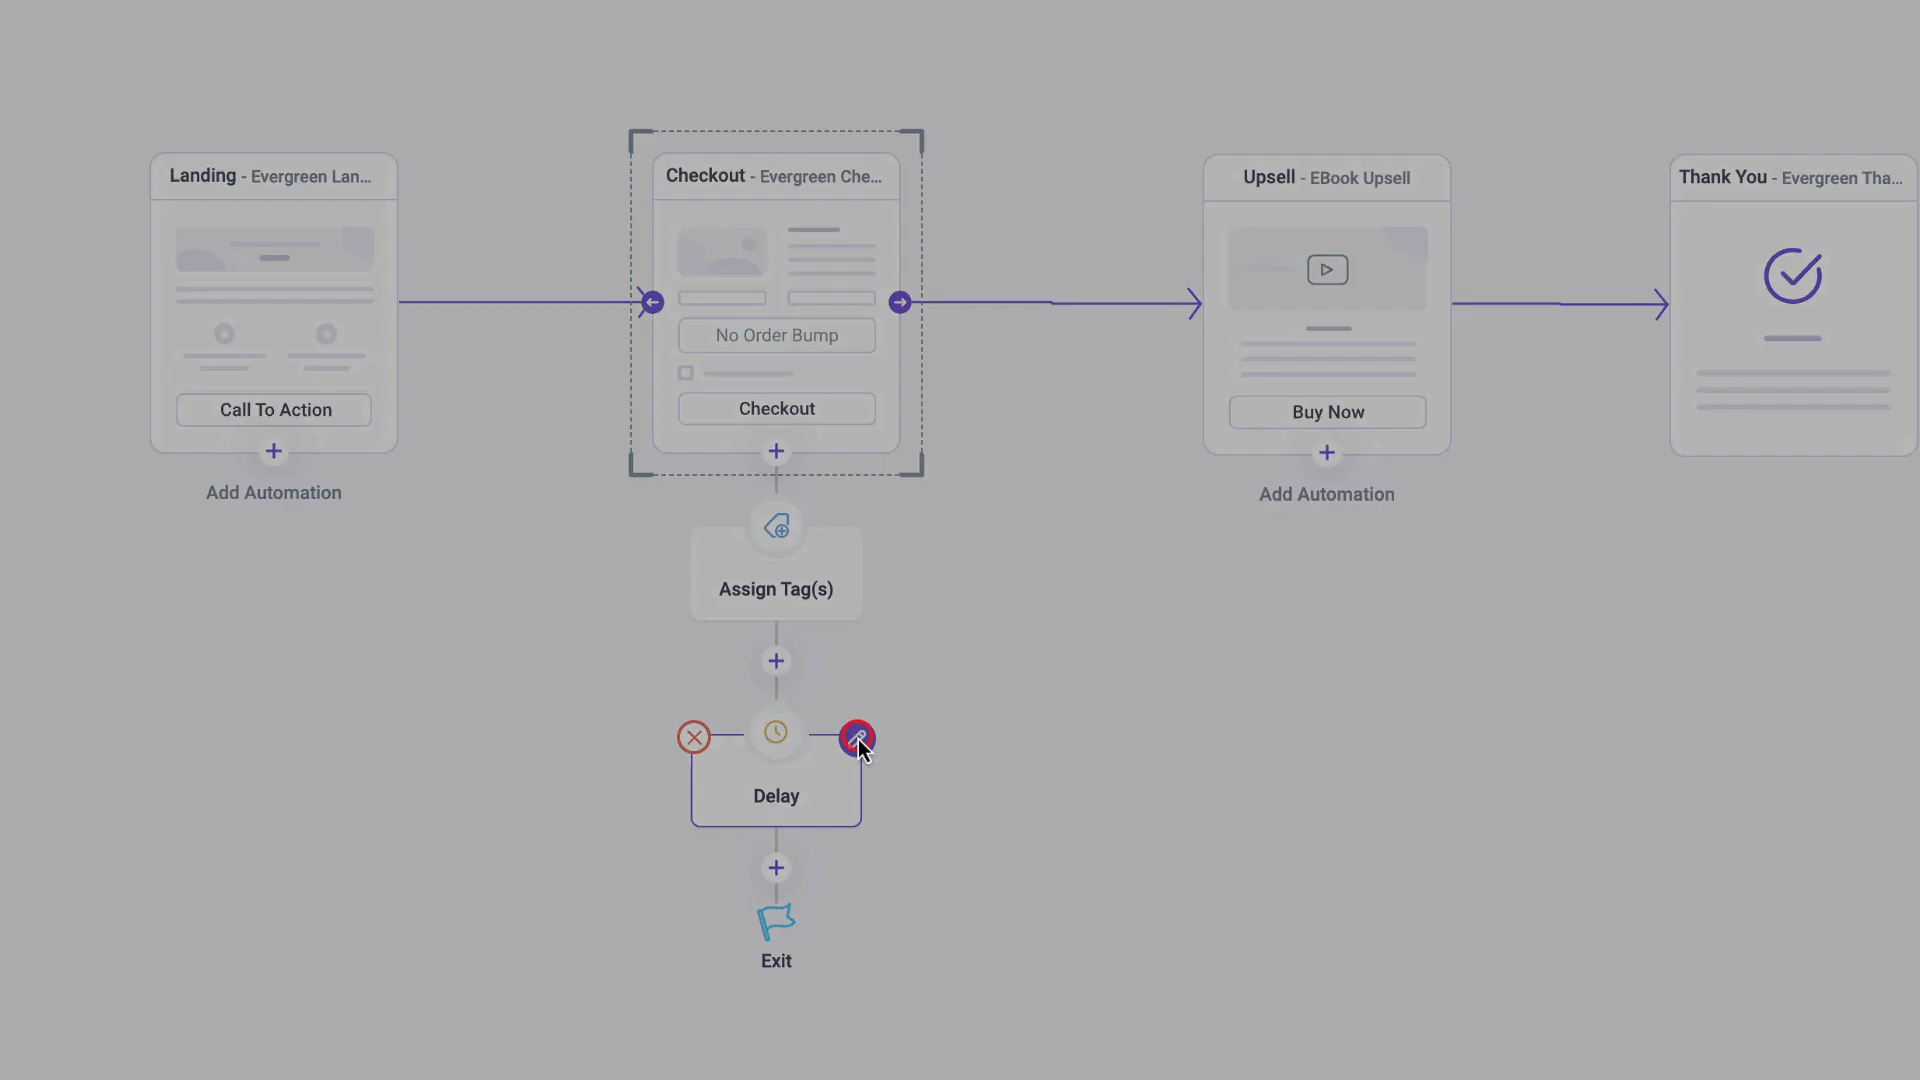 Landing - Evergreen Lan...
Call To Action
Add Automation
Checkout - Evergreen Che...
No Order Bump
Checkout
Assign Tag(s)
Delay
Exit
Upsell - EBook Upsell
Buy Now
Add Automation
Thank You - Evergreen Tha...